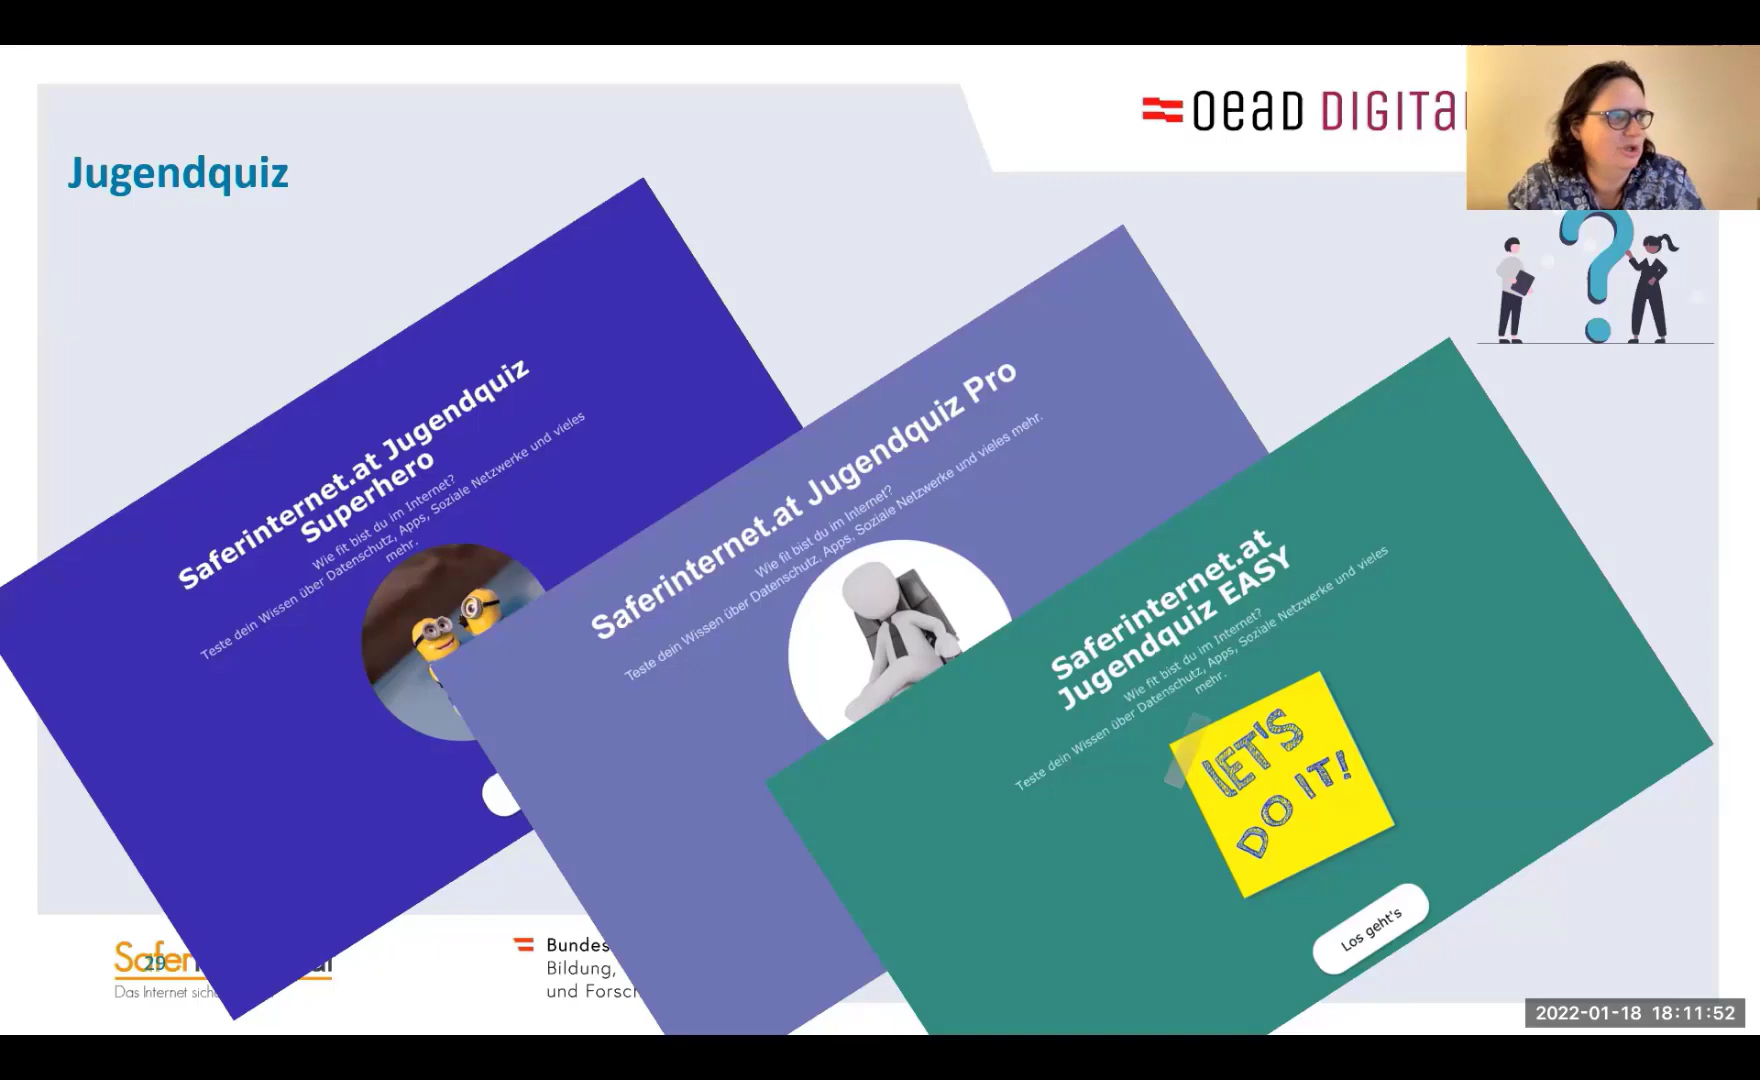 oead DIGITAL
Jugendquiz
Saferinternet.at Jugendquiz
Superhero
Wie fit bist du im Internet?
Teste dein Wissen über Datenschutz, Apps, Soziale Netzwerke und vieles
mehr.
Saferinternet.at Jugendquiz Pro
Wie fit bist du im Internet?
Teste dein Wissen über Datenschutz, Apps, Soziale Netzwerke und vieles mehr.
Saferinternet.at
Jugendquiz EASY
Wie fit bist du im Internet?
Teste dein Wissen über Datenschutz, Apps, Soziale Netzwerke und vieles
mehr.
LET'S
DO IT!
Los geht's
29
Das Internet
Bildung,
und
2022-01-18 18:11:52